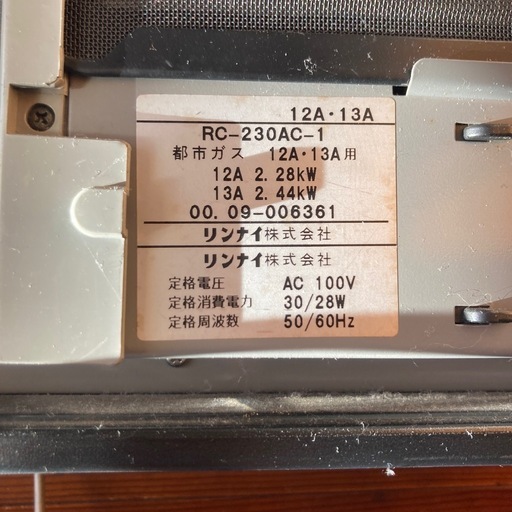 12A・13A
RC-230AC-1
都市ガス 12A・13A用
12A 2.28kW
13A 2.44kW
00.09-006361
リンナイ株式会社
リンナイ株式会社
定格電圧 AC 100V
定格消費電力 30/28W
定格周波数 50/60Hz